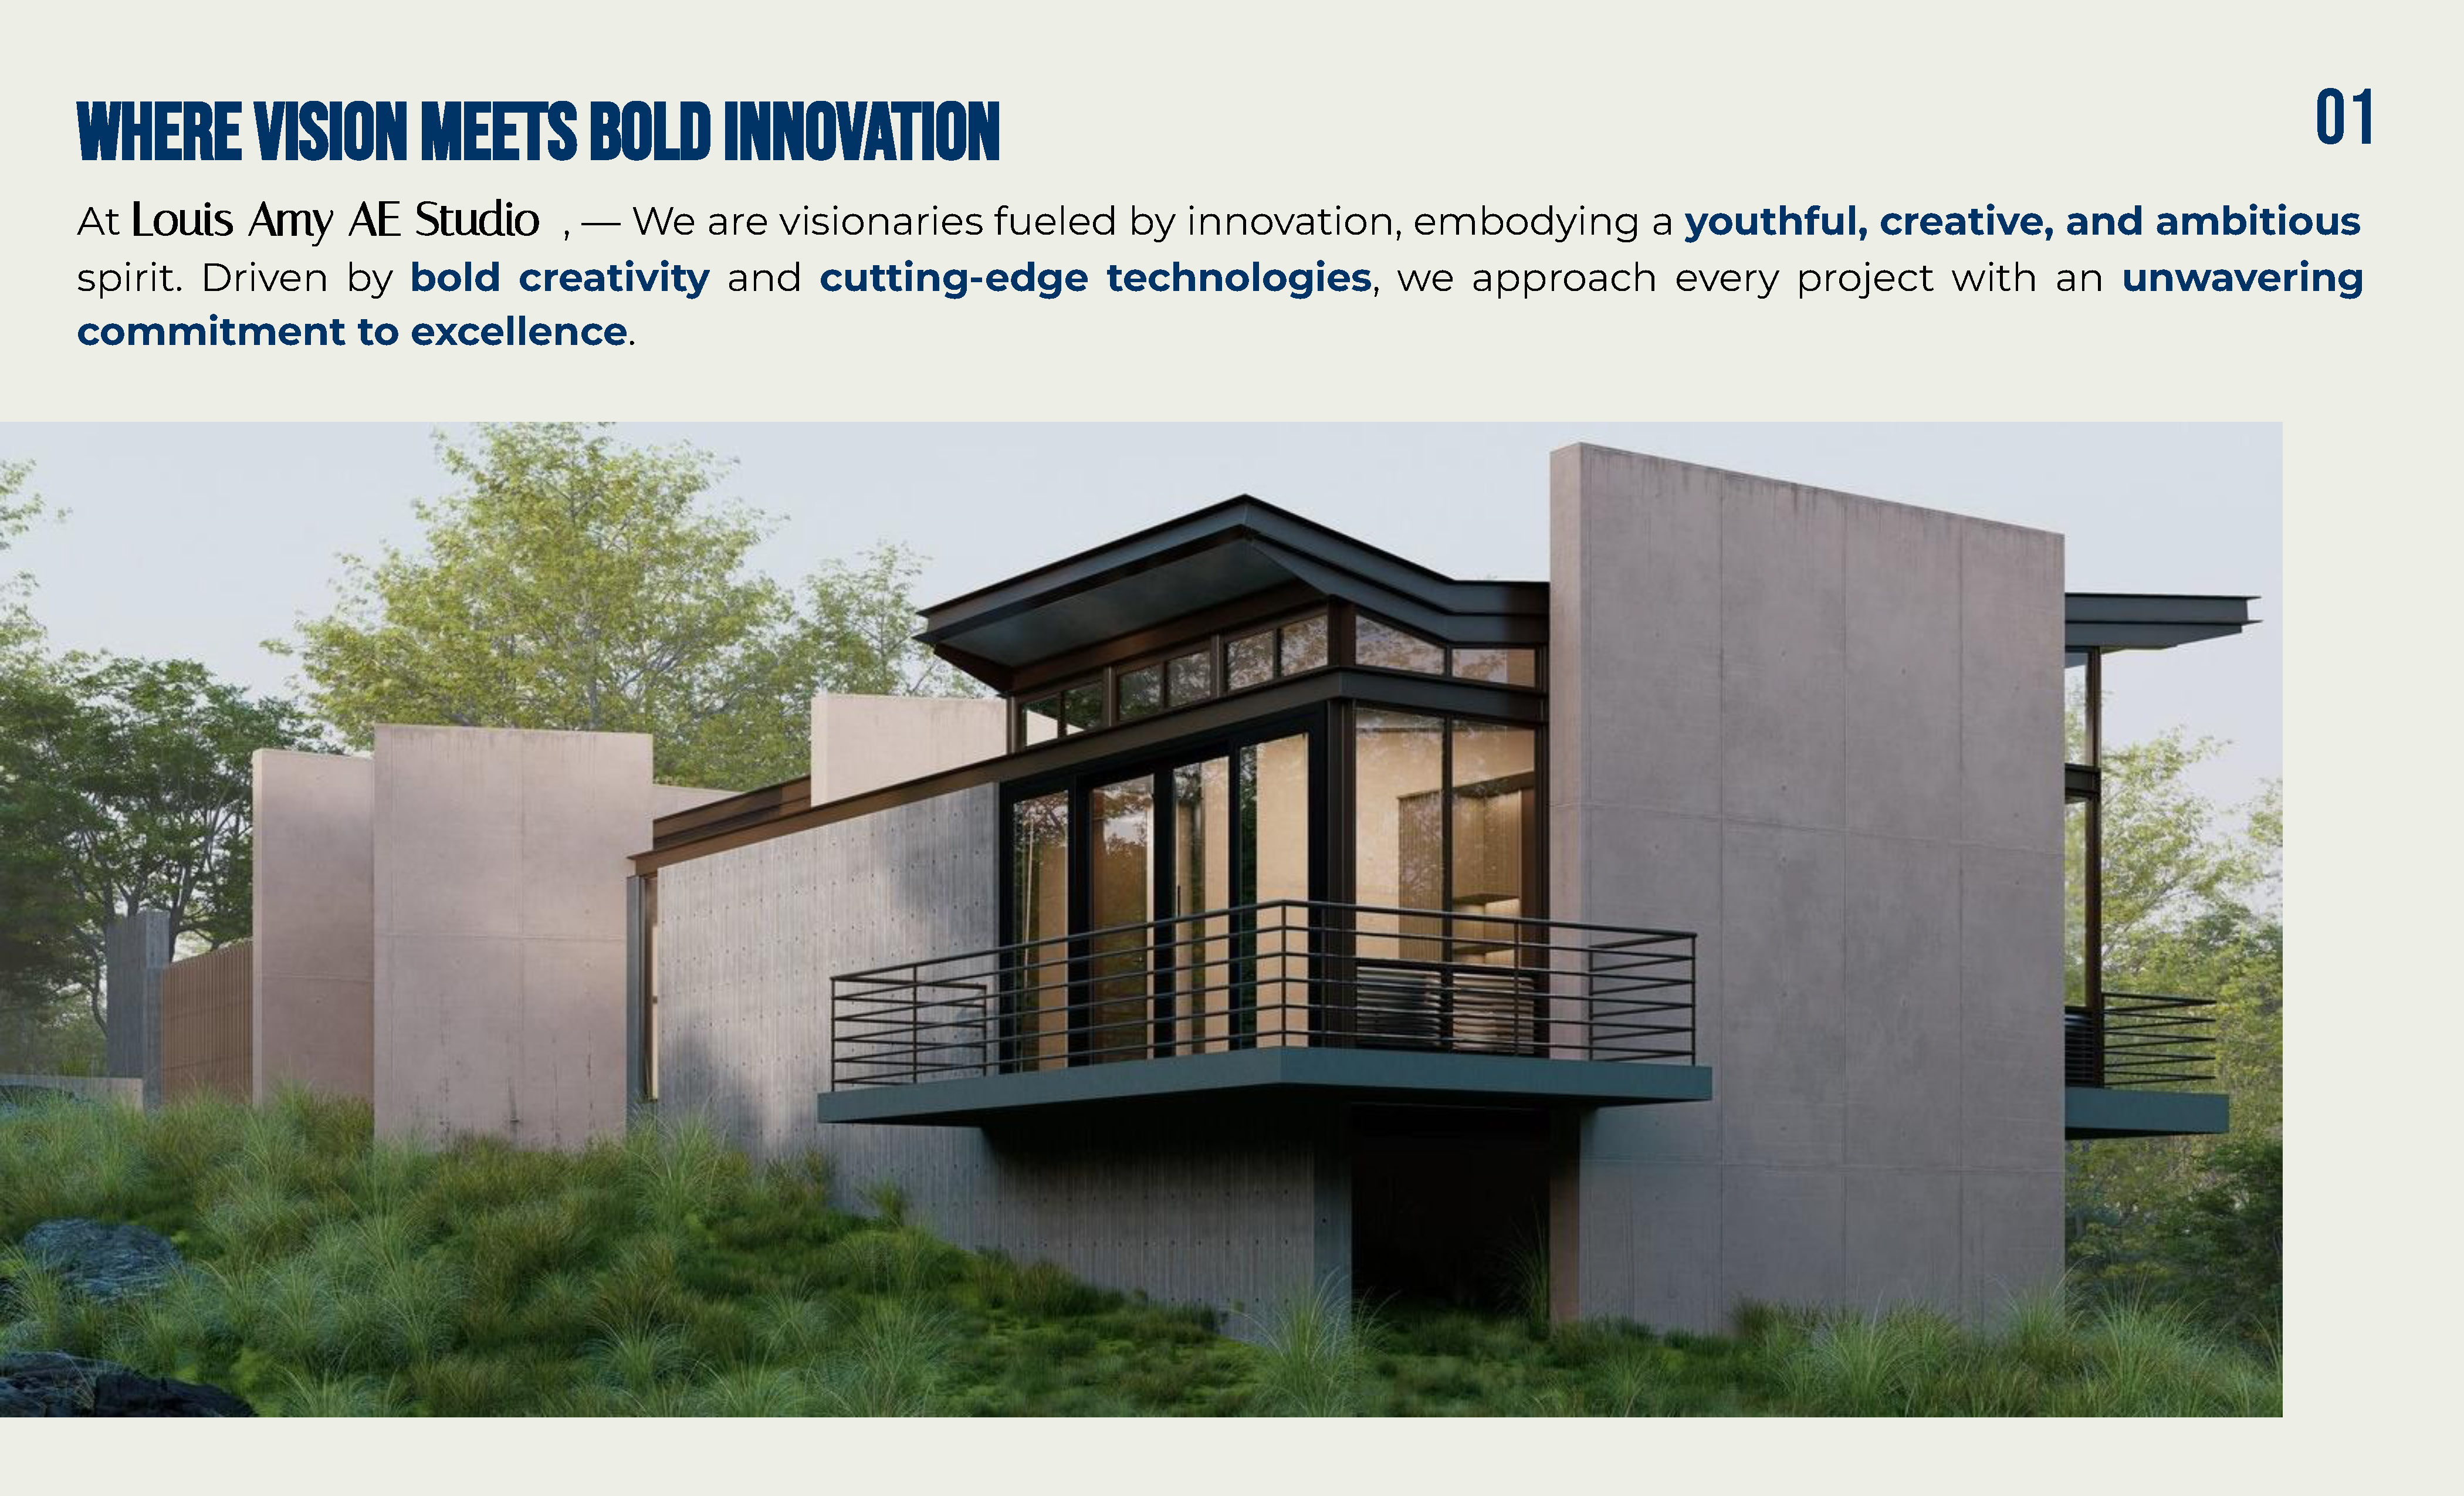 WHERE VISION MEETS BOLD INNOVATION
01
At Louis Amy AE Studio , — We are visionaries fueled by innovation, embodying a youthful, creative, and ambitious
spirit. Driven by bold creativity and cutting-edge technologies, we approach every project with an unwavering
commitment to excellence.